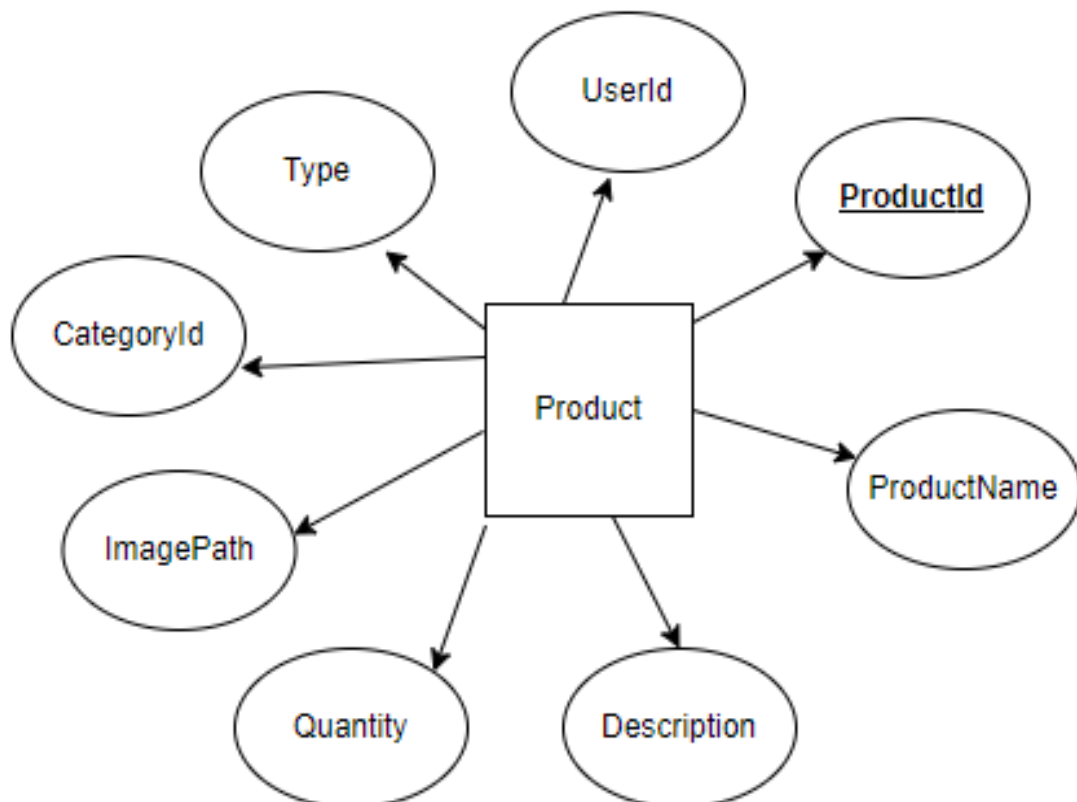 UserId
Type
ProductId
CategoryId
Product
ProductName
ImagePath
Quantity
Description